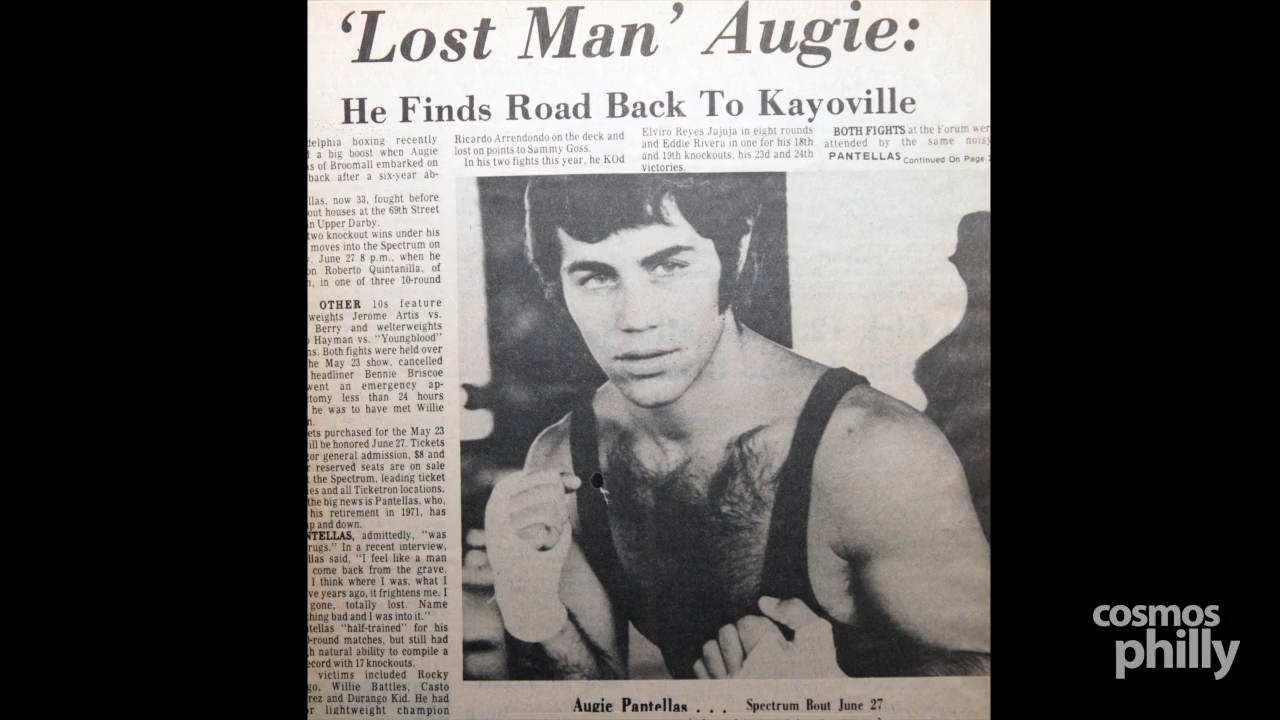 ‘Lost Man’ Augie:
He Finds Road Back To Kayoville
delphia boxing recently
a big boost when Augie
s of Broomall embarked on
back after a six-year ab-
llas, now 33, fought before
out houses at the 69th Street
in Upper Darby.
two knockout wins under his
moves into the Spectrum on
, June 27 8 p.m., when he
on Roberto Quintanilla, of
, in one of three 10-round
OTHER 10s feature
weights Jerome Artis vs.
Berry and welterweights
Hayman vs. "Youngblood"
ns. Both fights were held over
he May 23 show, cancelled
headliner Bennie Briscoe
went an emergency ap-
tomy less than 24 hours
he was to have met Willie
n.
ets purchased for the May 23
ill be honored June 27. Tickets
or general admission, $8 and
r reserved seats are on sale
the Spectrum, leading ticket
es and all Ticketron locations.
the big news is Pantellas, who,
his retirement in 1971, has
p and down.
NTELLAS, admittedly, "was
rugs." In a recent interview,
llas said, "I feel like a man
come back from the grave.
I think where I was, what I
ve years ago, it frightens me. I
gone, totally lost. Name
thing bad and I was into it."
tellas "half-trained" for his
-round matches, but still had
h natural ability to compile a
ecord with 17 knockouts.
victims included Rocky
go, Willie Battles, Casto
rez and Durango Kid. He had
r lightweight champion
Ricardo Arrendondo on the deck and
lost on points to Sammy Goss.
In his two fights this year, he KOd
Elviro Reyes Jajuja in eight rounds
and Eddie Rivera in one for his 18th
and 19th knockouts, his 23d and 24th
victories.
BOTH FIGHTS at the Forum wer
attended by the same noisy
PANTELLAS Continued On Page
Augie Pantellas . . . Spectrum Bout June 27
cosmos
philly